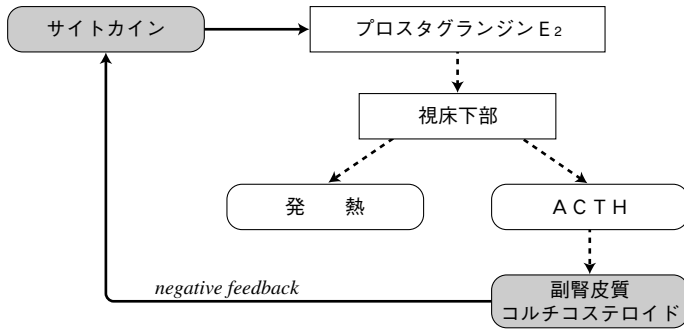 サイトカイン
プロスタグランジンE2
視床下部
発　　熱
ACTH
negative feedback
副腎皮質
コルチコステロイド